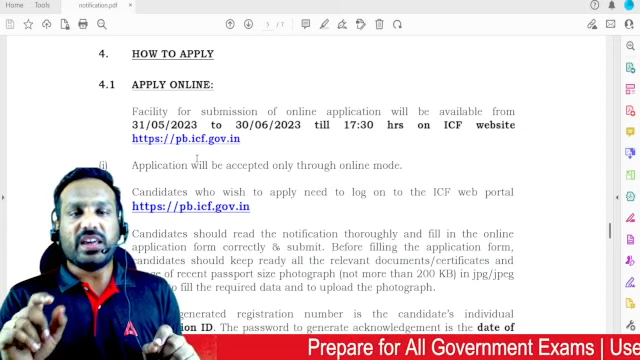 Home Tools notification.pdf
5 / 7
4. HOW TO APPLY
4.1 APPLY ONLINE:
Facility for submission of online application will be available from
31/05/2023 to 30/06/2023 till 17:30 hrs on ICF website
https://pb.icf.gov.in
(i) Application will be accepted only through online mode.
Candidates who wish to apply need to log on to the ICF web portal
https://pb.icf.gov.in
Candidates should read the notification thoroughly and fill in the online
application form correctly & submit. Before filling the application form,
candidates should keep ready all the relevant documents/certificates and
of recent passport size photograph (not more than 200 KB) in jpg/jpeg
to fill the required data and to upload the photograph.
generated registration number is the candidate's individual
ID. The password to generate acknowledgement is the date of
Prepare for All Government Exams | Use